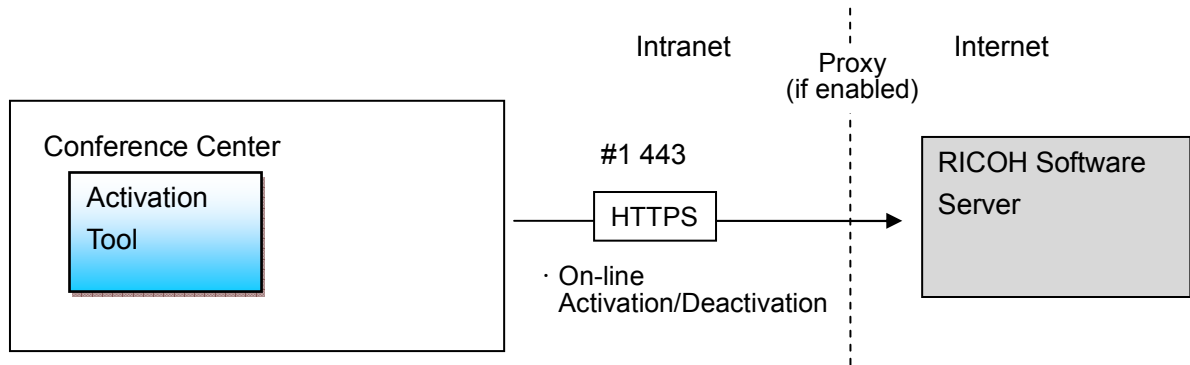 Intranet
Proxy
(if enabled)
Internet
Conference Center
Activation
Tool
#1 443
HTTPS
· On-line
Activation/Deactivation
RICOH Software
Server